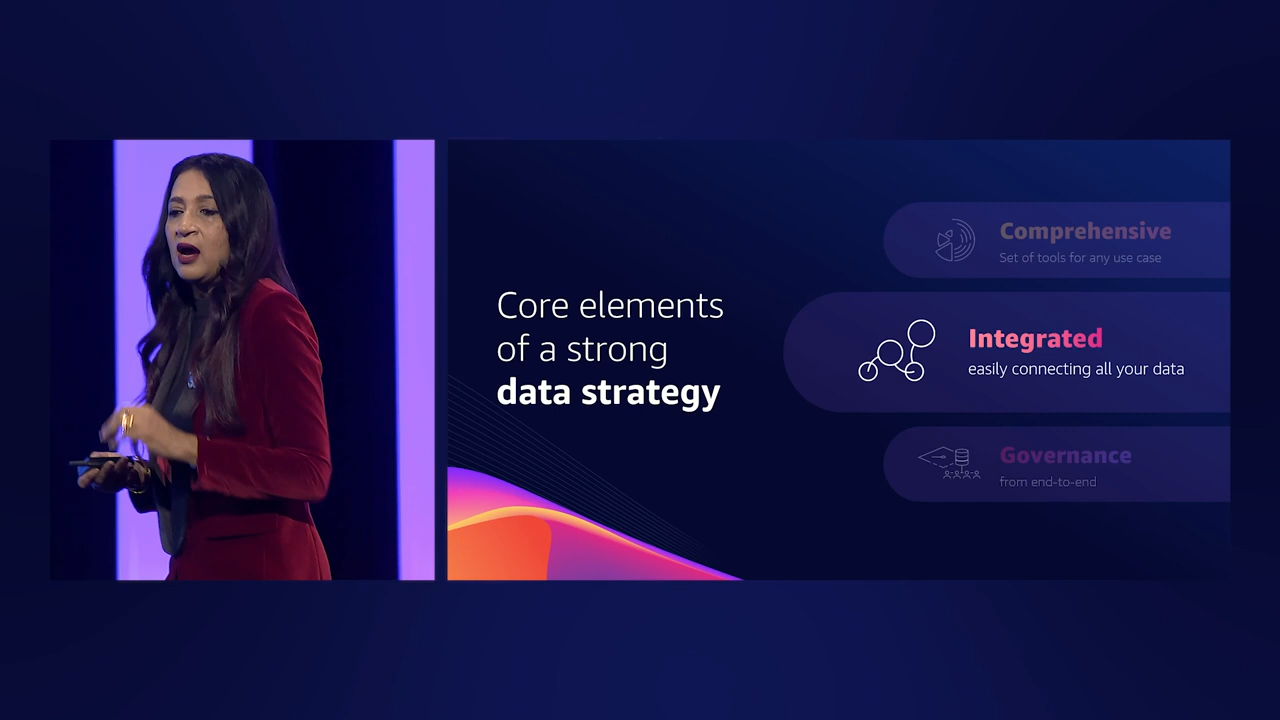 Core elements
of a strong
data strategy
Comprehensive
Set of tools for any use case
Integrated
easily connecting all your data
Governance
from end-to-end